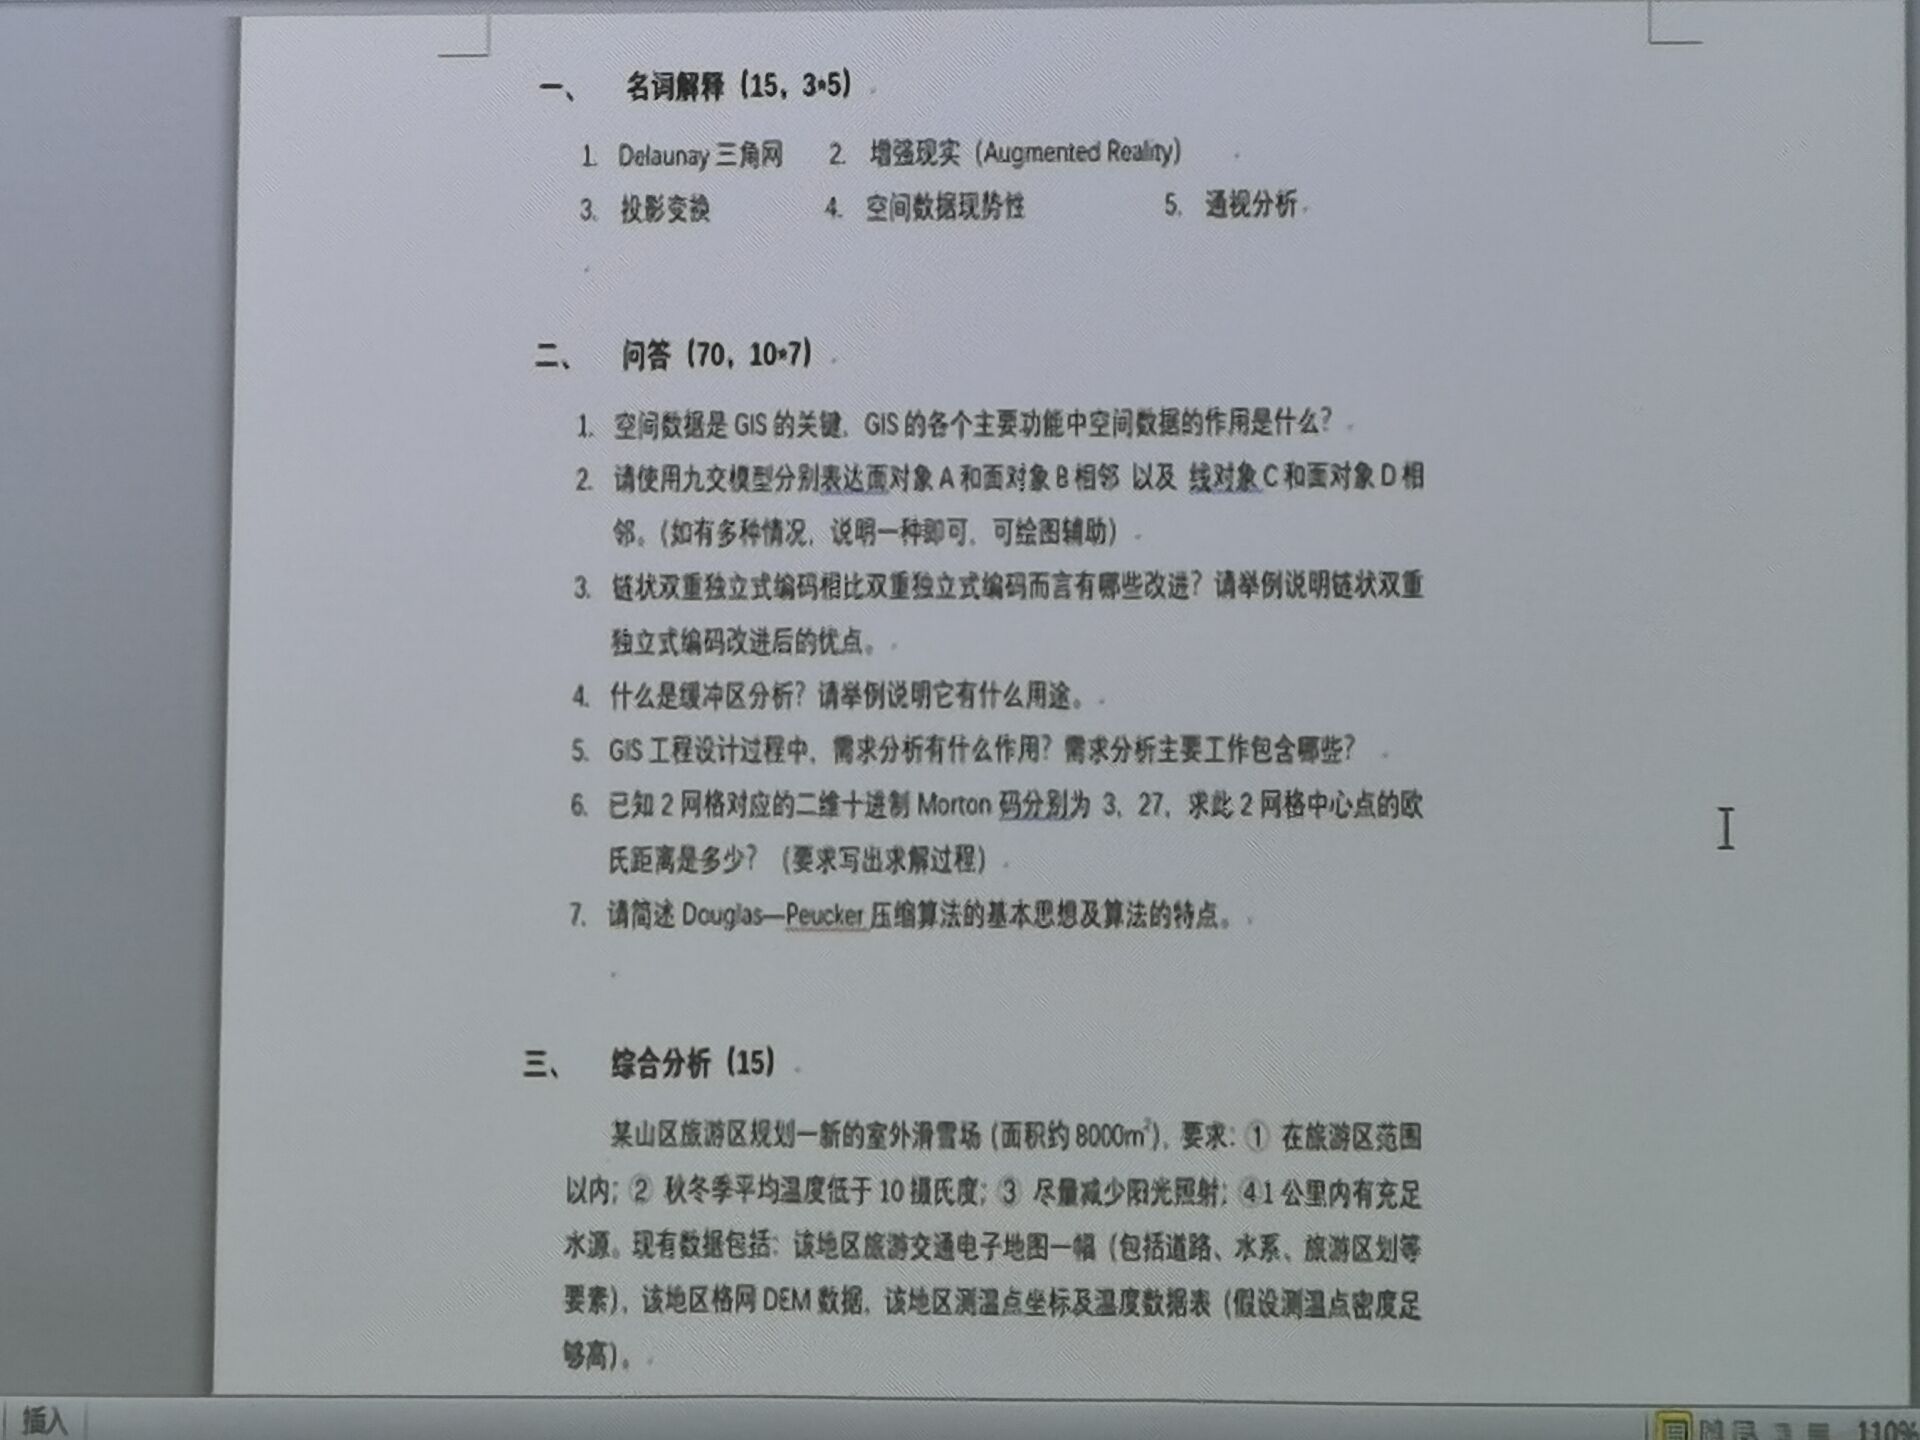 一、 名词解释（15，3*5）
1. Delaunay 三角网 2. 增强现实（Augmented Reality）
3. 投影变换 4. 空间数据现势性 5. 通视分析
二、 问答（70，10*7）
1. 空间数据是 GIS 的关键，GIS 的各个主要功能中空间数据的作用是什么？
2. 请使用九交模型分别表达面对象 A 和面对象 B 相邻 以及 线对象 C 和面对象 D 相
邻。（如有多种情况，说明一种即可，可绘图辅助）
3. 链状双重独立式编码相比双重独立式编码而言有哪些改进？请举例说明链状双重
独立式编码改进后的优点。
4. 什么是缓冲区分析？请举例说明它有什么用途。
5. GIS 工程设计过程中，需求分析有什么作用？需求分析主要工作包含哪些？
6. 已知 2 网格对应的二维十进制 Morton 码分别为 3，27，求此 2 网格中心点的欧
氏距离是多少？（要求写出求解过程）
7. 请简述 Douglas—Peucker 压缩算法的基本思想及算法的特点。
三、 综合分析（15）
某山区旅游区规划一新的室外滑雪场（面积约 8000m²），要求：① 在旅游区范围
以内；② 秋冬季平均温度低于 10 摄氏度；③ 尽量减少阳光照射；④1 公里内有充足
水源。现有数据包括：该地区旅游交通电子地图一幅（包括道路、水系、旅游区划等
要素），该地区格网 DEM 数据，该地区测温点坐标及温度数据表（假设测温点密度足
够高）。
插入
110%